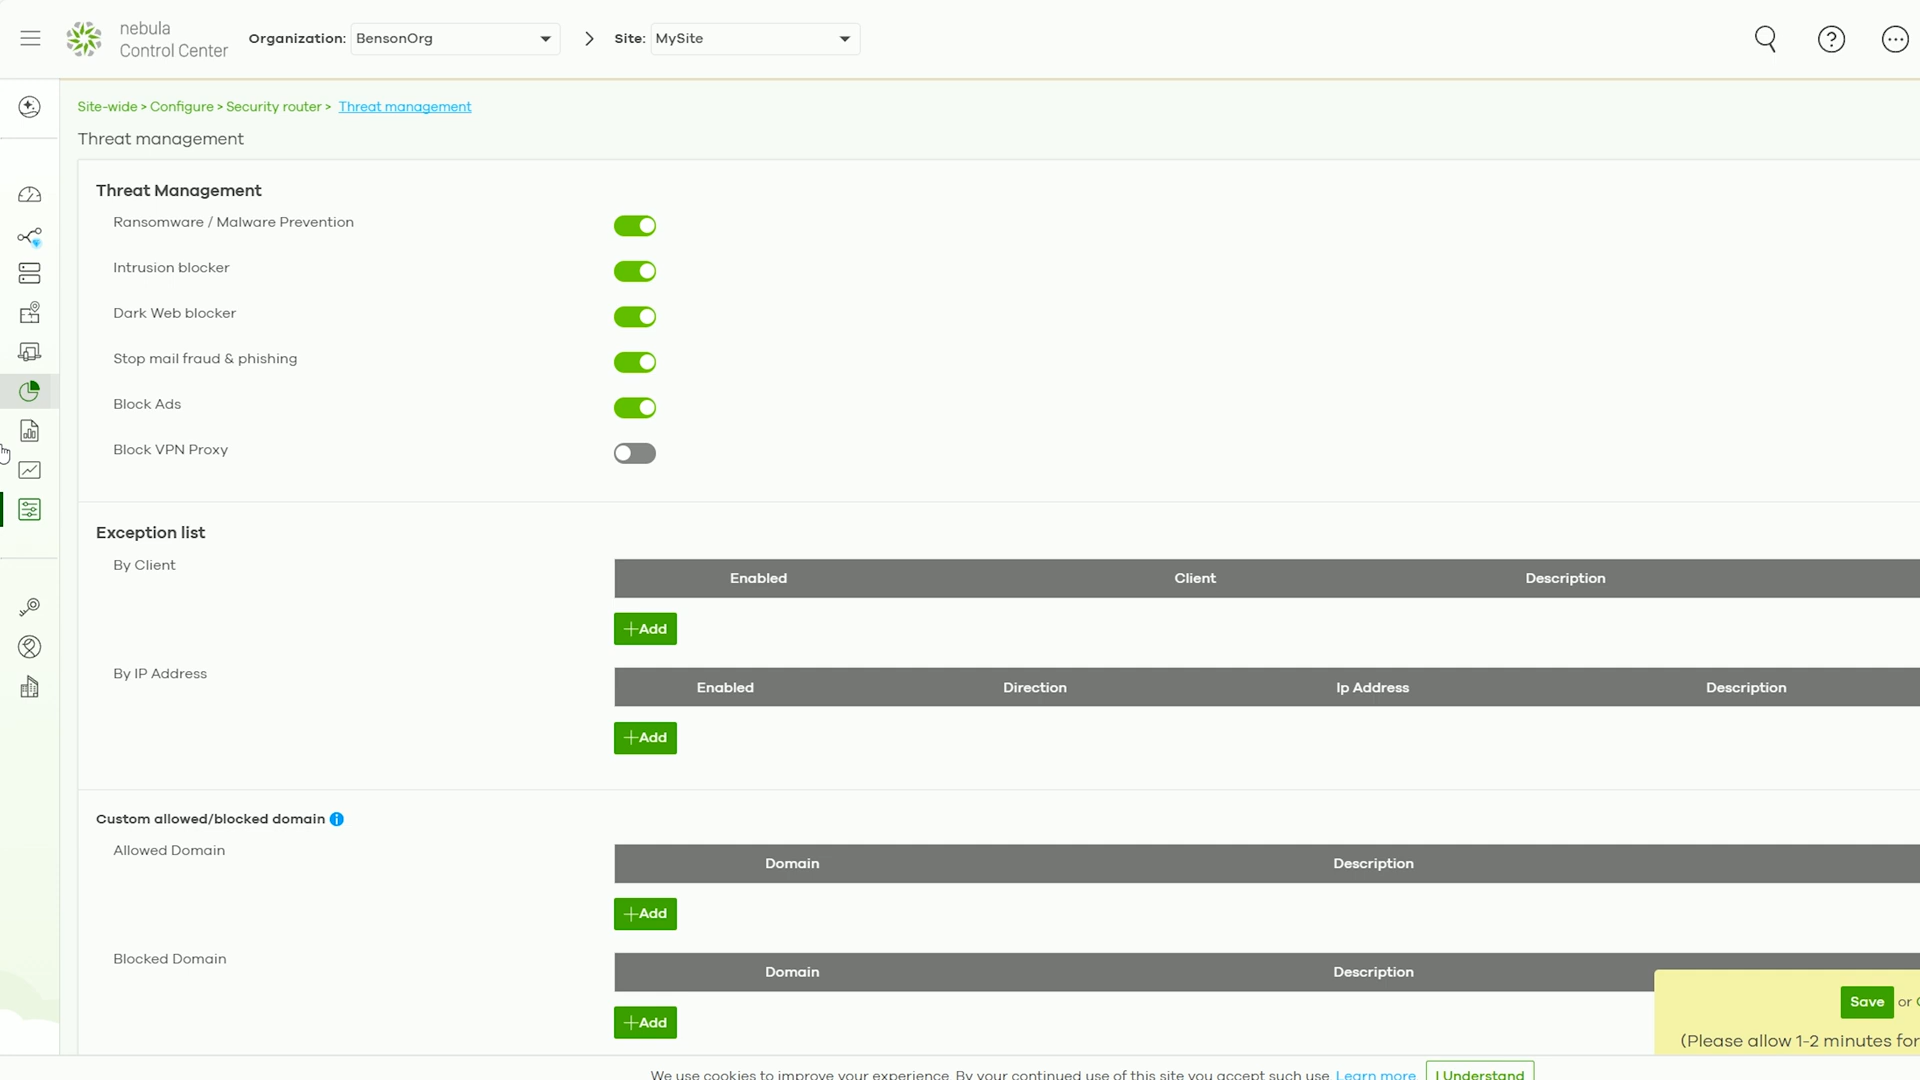 nebula
Control Center
Organization: BensonOrg
Site: MySite
Site-wide > Configure > Security router > Threat management
Threat management
Threat Management
Ransomware / Malware Prevention
Intrusion blocker
Dark Web blocker
Stop mail fraud & phishing
Block Ads
Block VPN Proxy
Exception list
By Client
Enabled Client Description
+Add
By IP Address
Enabled Direction Ip Address Description
+Add
Custom allowed/blocked domain
Allowed Domain
Domain Description
+Add
Blocked Domain
Domain Description
+Add
Save or
(Please allow 1-2 minutes for
We use cookies to improve your experience. By your continued use of this site you accept such use. Learn more I Understand